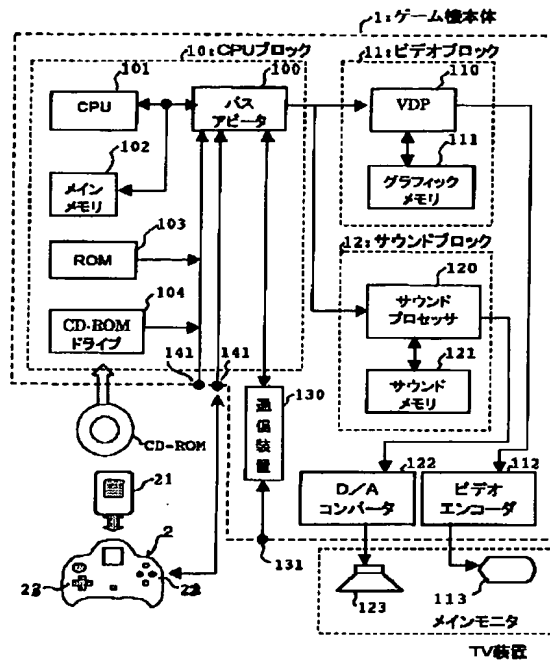 1:ゲーム機本体
10:CPUブロック
11:ビデオブロック
101
100
110
CPU
バス
アビータ
VDP
102
111
メイン
メモリ
グラフィック
メモリ
103
12:サウンドブロック
ROM
120
104
サウンド
プロセッサ
CD-ROM
ドライブ
121
141
141
130
サウンド
メモリ
通信装置
CD-ROM
122
112
21
D/A
コンバータ
ビデオ
エンコーダ
2
131
22
123
113
メインモニタ
TV装置